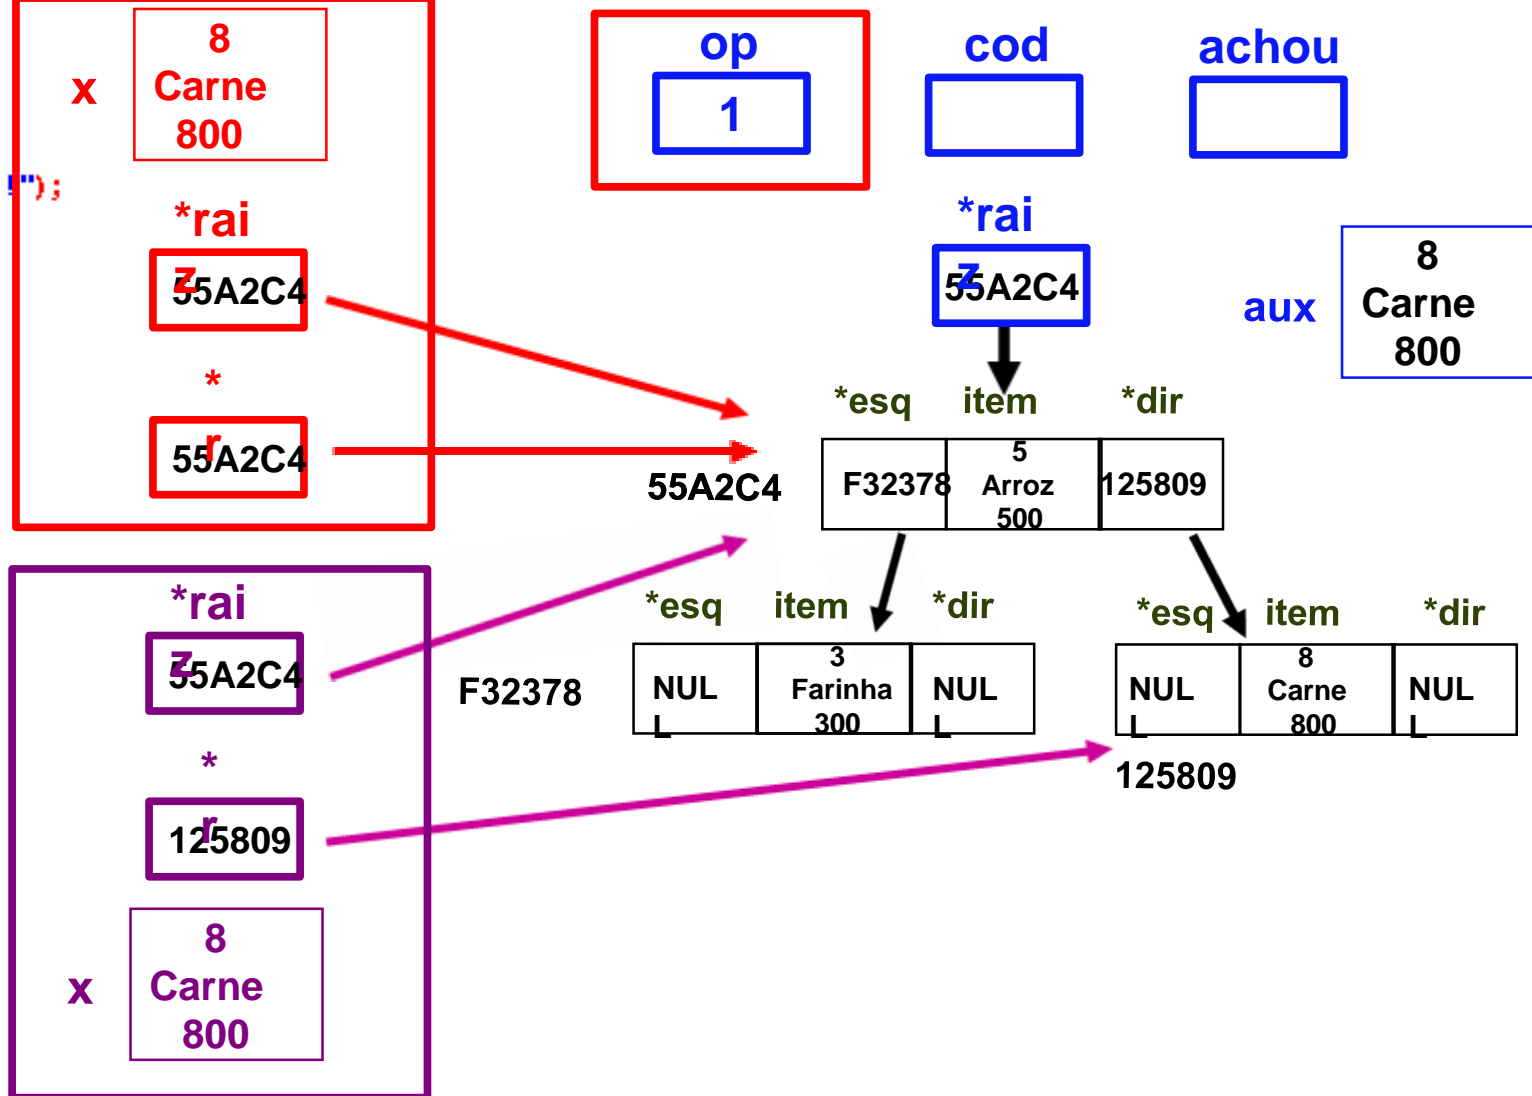 8
x
Carne
800
!");
*rai
z
55A2C4
*
r
55A2C4
op
1
cod
achou
*rai
z
55A2C4
aux
8
Carne
800
*esq item *dir
55A2C4
F32378
5
Arroz
500
125809
*esq item *dir
F32378
NUL
L
3
Farinha
300
NUL
L
*esq item *dir
NUL
L
8
Carne
800
NUL
L
125809
*rai
z
55A2C4
*
r
125809
8
x
Carne
800